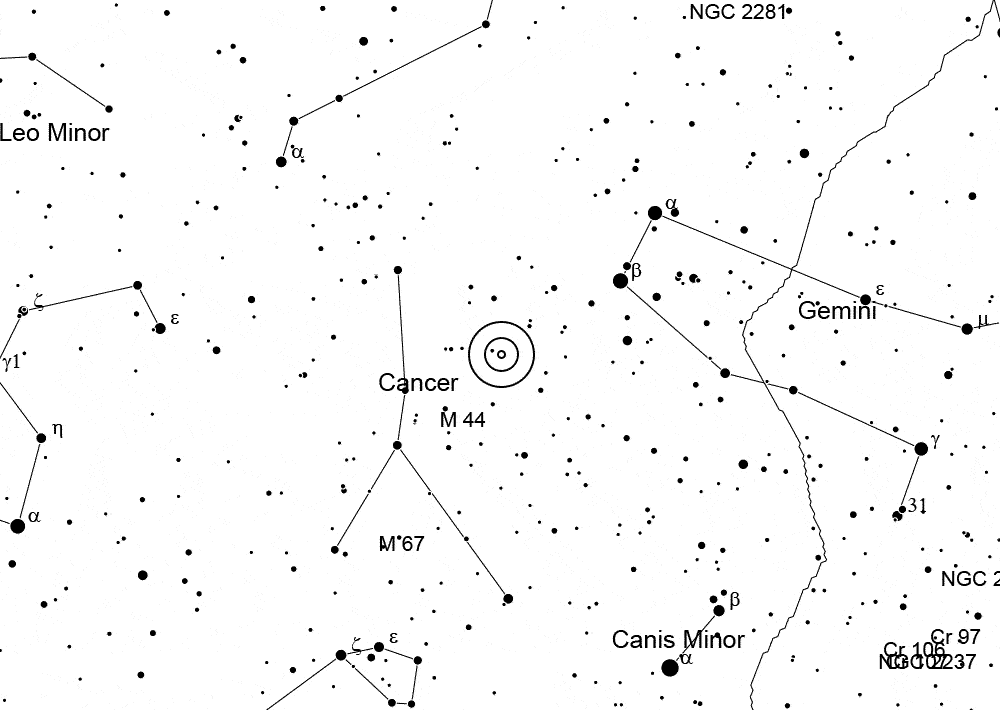 NGC 2281
Leo Minor
α
α
β
ζ
ε
ε
Gemini
μ
γ1
Cancer
M 44
η
γ
31
α
M 67
NGC 2
β
Canis Minor
α
ζ
ε
Cr 97
Cr 106